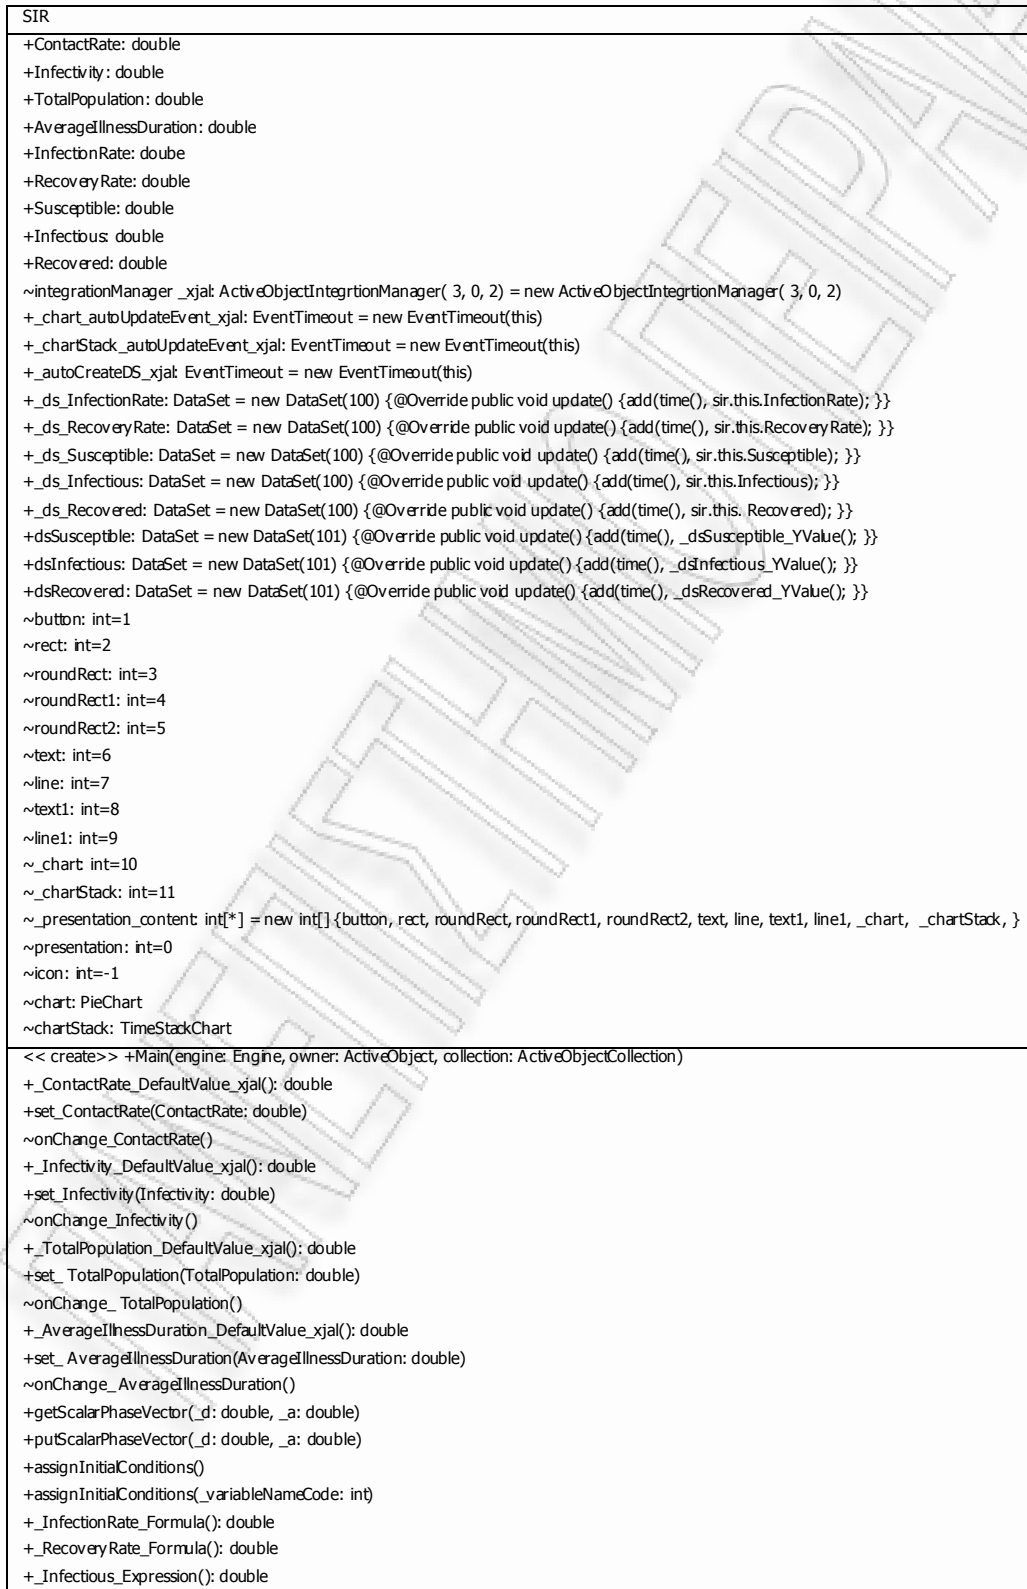 SIR
+ContactRate: double
+Infectivity: double
+TotalPopulation: double
+AverageIllnessDuration: double
+InfectionRate: doube
+RecoveryRate: double
+Susceptible: double
+Infectious: double
+Recovered: double
~integrationManager _xjal: ActiveObjectIntegrtionManager( 3, 0, 2) = new ActiveObjectIntegrtionManager( 3, 0, 2)
+_chart_autoUpdateEvent_xjal: EventTimeout = new EventTimeout(this)
+_chartStack_autoUpdateEvent_xjal: EventTimeout = new EventTimeout(this)
+_autoCreateDS_xjal: EventTimeout = new EventTimeout(this)
+_ds_InfectionRate: DataSet = new DataSet(100) {@Override public void update() {add(time(), sir.this.InfectionRate); }}
+_ds_RecoveryRate: DataSet = new DataSet(100) {@Override public void update() {add(time(), sir.this.RecoveryRate); }}
+_ds_Susceptible: DataSet = new DataSet(100) {@Override public void update() {add(time(), sir.this.Susceptible); }}
+_ds_Infectious: DataSet = new DataSet(100) {@Override public void update() {add(time(), sir.this.Infectious); }}
+_ds_Recovered: DataSet = new DataSet(100) {@Override public void update() {add(time(), sir.this. Recovered); }}
+dsSusceptible: DataSet = new DataSet(101) {@Override public void update() {add(time(), _dsSusceptible_YValue(); }}
+dsInfectious: DataSet = new DataSet(101) {@Override public void update() {add(time(), _dsInfectious_YValue(); }}
+dsRecovered: DataSet = new DataSet(101) {@Override public void update() {add(time(), _dsRecovered_YValue(); }}
~button: int=1
~rect: int=2
~roundRect: int=3
~roundRect1: int=4
~roundRect2: int=5
~text: int=6
~line: int=7
~text1: int=8
~line1: int=9
~_chart: int=10
~_chartStack: int=11
~_presentation_content: int[*] = new int[] {button, rect, roundRect, roundRect1, roundRect2, text, line, text1, line1, _chart, _chartStack, }
~presentation: int=0
~icon: int=-1
~chart: PieChart
~chartStack: TimeStackChart
<< create>> +Main(engine: Engine, owner: ActiveObject, collection: ActiveObjectCollection)
+_ContactRate_DefaultValue_xjal(): double
+set_ContactRate(ContactRate: double)
~onChange_ContactRate()
+_Infectivity_DefaultValue_xjal(): double
+set_Infectivity(Infectivity: double)
~onChange_Infectivity()
+_TotalPopulation_DefaultValue_xjal(): double
+set_ TotalPopulation(TotalPopulation: double)
~onChange_ TotalPopulation()
+_AverageIllnessDuration_DefaultValue_xjal(): double
+set_ AverageIllnessDuration(AverageIllnessDuration: double)
~onChange_ AverageIllnessDuration()
+getScalarPhaseVector(_d: double, _a: double)
+putScalarPhaseVector(_d: double, _a: double)
+assignInitialConditions()
+assignInitialConditions(_variableNameCode: int)
+_InfectionRate_Formula(): double
+_RecoveryRate_Formula(): double
+_Infectious_Expression(): double